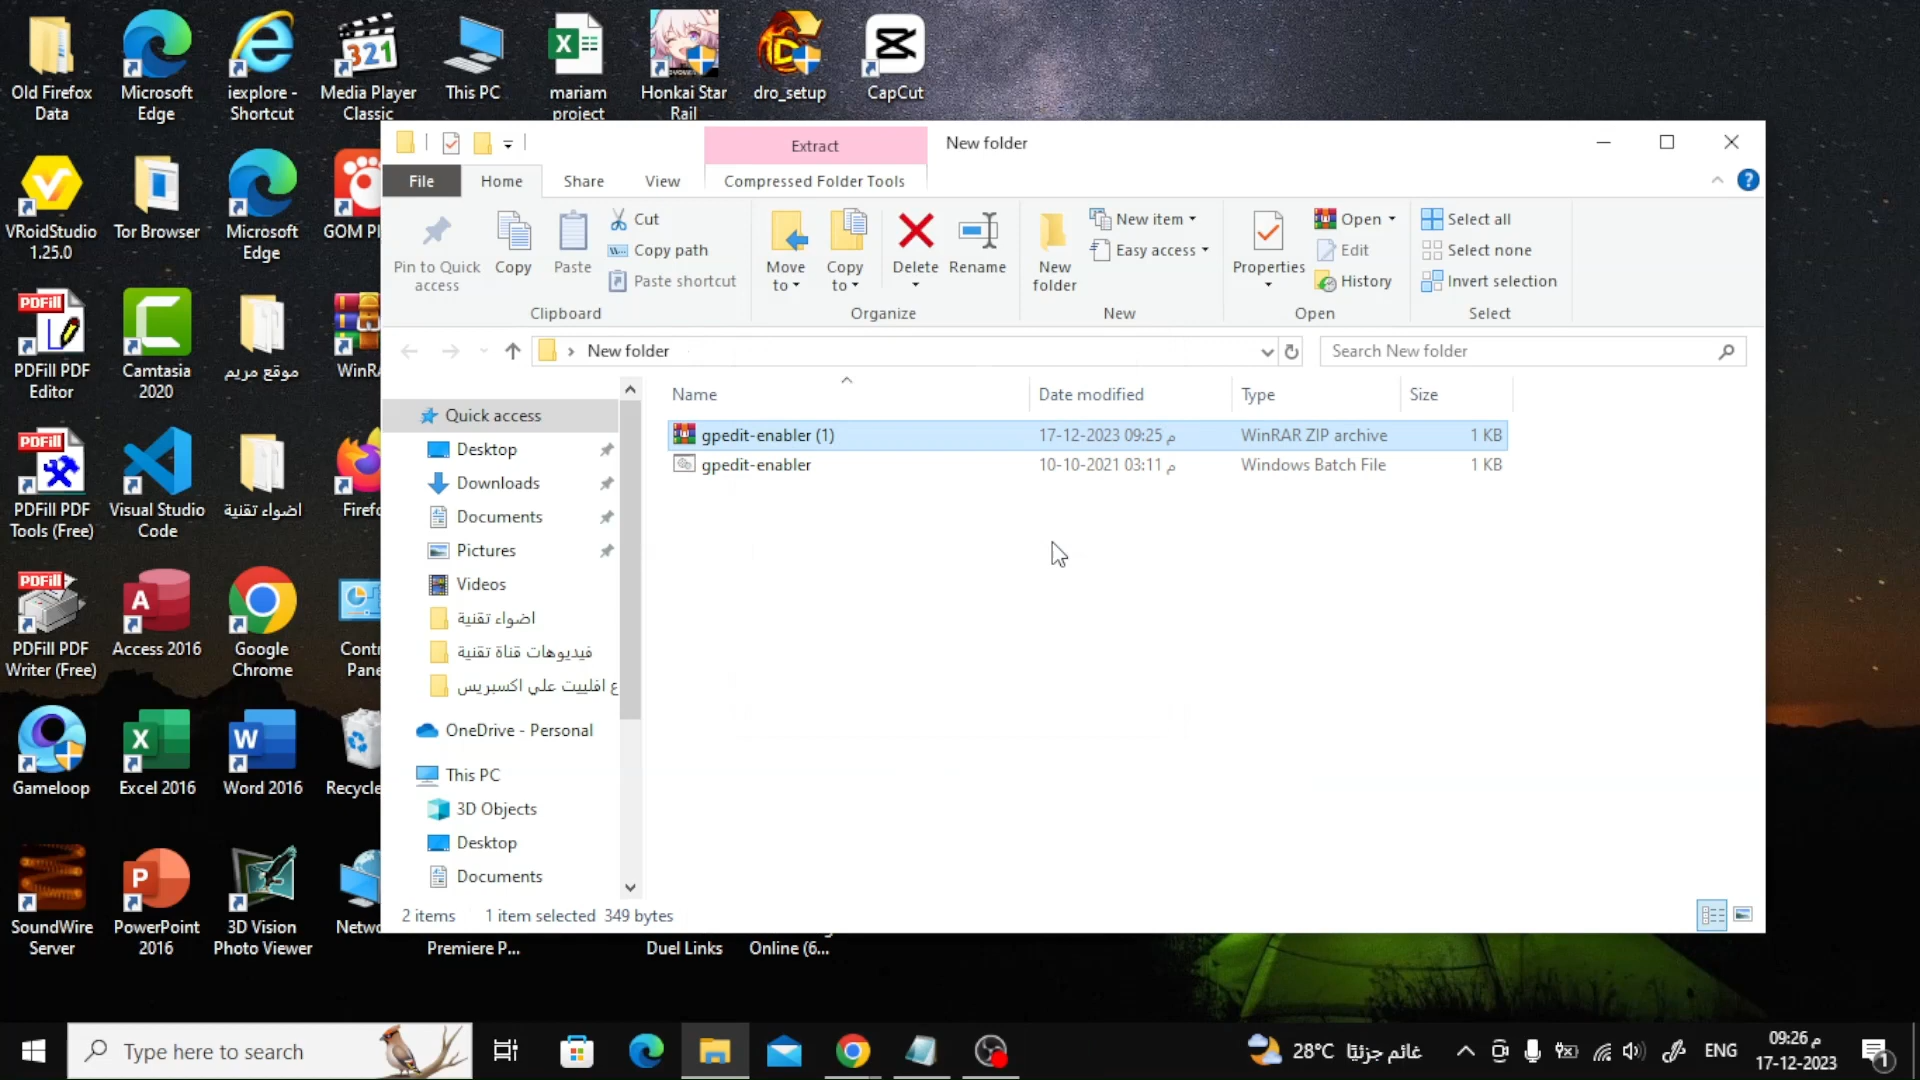 Old Firefox
Data
Microsoft
Edge
iexplore -
Shortcut
Media Player
Classic
This PC
mariam
project
Honkai Star
Rail
dro_setup
CapCut
VRoidStudio
1.25.0
Tor Browser
Microsoft
Edge
GOM Pl
PDFill PDF
Editor
Camtasia
2020
موقع مريم
WinRA
PDFill PDF
Tools (Free)
Visual Studio
Code
اضواء تقنية
Firefo
PDFill PDF
Writer (Free)
Access 2016
Google
Chrome
Contr
Pane
Gameloop
Excel 2016
Word 2016
Recycle
SoundWire
Server
PowerPoint
2016
3D Vision
Photo Viewer
Netwo
Premiere P...
Duel Links
Online (6...
Extract
New folder
File
Home
Share
View
Compressed Folder Tools
Pin to Quick
access
Copy
Paste
Cut
Copy path
Paste shortcut
Clipboard
Move
to
Copy
to
Delete
Rename
Organize
New
folder
New item
Easy access
New
Properties
Open
Edit
History
Open
Select all
Select none
Invert selection
Select
New folder
Search New folder
Name
Date modified
Type
Size
gpedit-enabler (1)
17-12-2023 09:25 م
WinRAR ZIP archive
1 KB
gpedit-enabler
10-10-2021 03:11 م
Windows Batch File
1 KB
Quick access
Desktop
Downloads
Documents
Pictures
Videos
اضواء تقنية
فيديوهات قناة تقنية
ع افلييت علي اكسبريس
OneDrive - Personal
This PC
3D Objects
Desktop
Documents
2 items
1 item selected 349 bytes
Type here to search
28°C غائم جزئيًا
ENG
09:26 م
17-12-2023
1